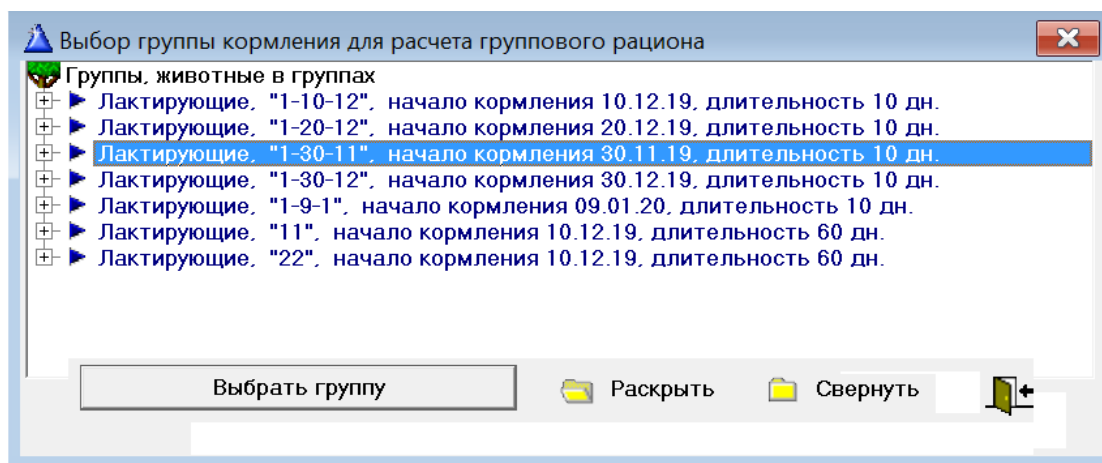 Выбор группы кормления для расчета группового рациона
Группы, животные в группах
Лактирующие, "1-10-12", начало кормления 10.12.19, длительность 10 дн.
Лактирующие, "1-20-12", начало кормления 20.12.19, длительность 10 дн.
Лактирующие, "1-30-11", начало кормления 30.11.19, длительность 10 дн.
Лактирующие, "1-30-12", начало кормления 30.12.19, длительность 10 дн.
Лактирующие, "1-9-1", начало кормления 09.01.20, длительность 10 дн.
Лактирующие, "11", начало кормления 10.12.19, длительность 60 дн.
Лактирующие, "22", начало кормления 10.12.19, длительность 60 дн.
Выбрать группу Раскрыть Свернуть